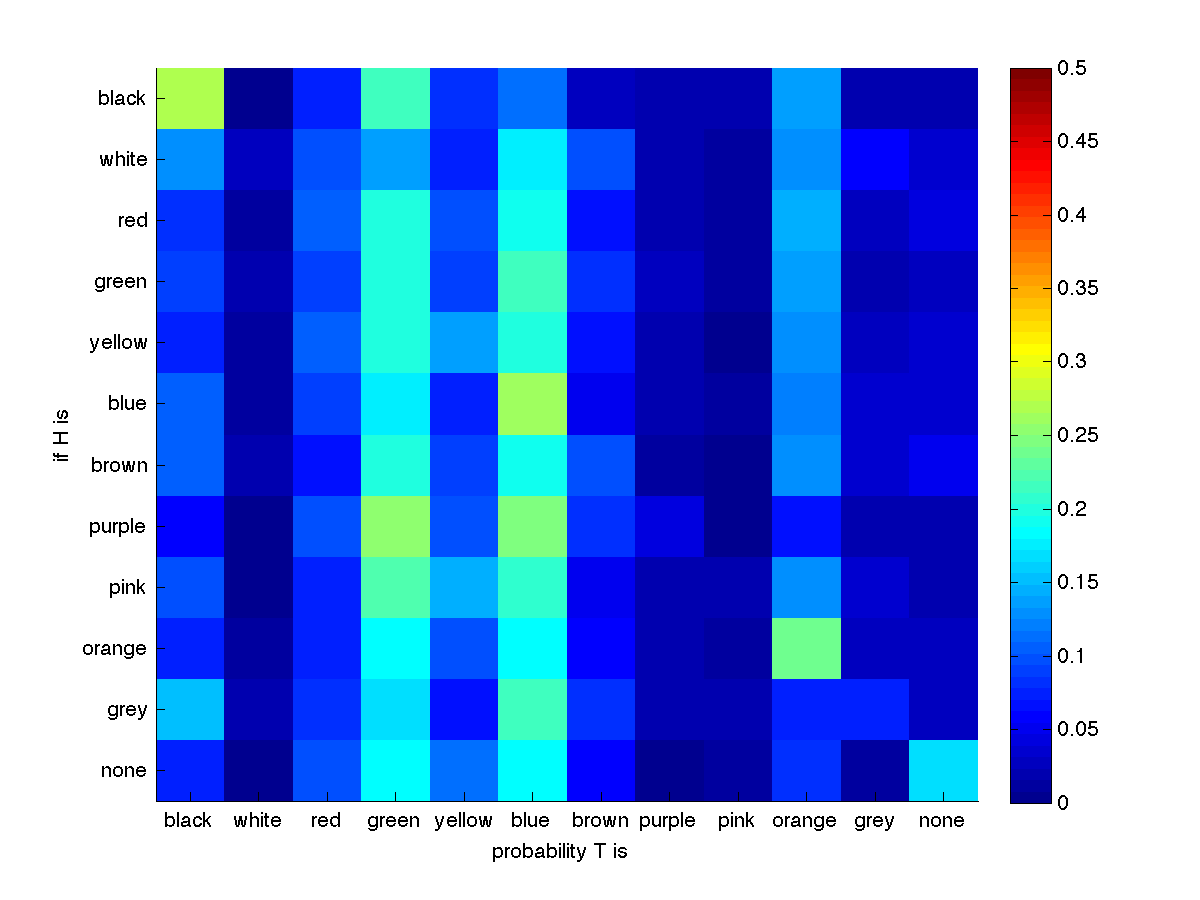 if H is
black
white
red
green
yellow
blue
brown
purple
pink
orange
grey
none
black white red green yellow blue brown purple pink orange grey none
probability T is
0.5
0.45
0.4
0.35
0.3
0.25
0.2
0.15
0.1
0.05
0